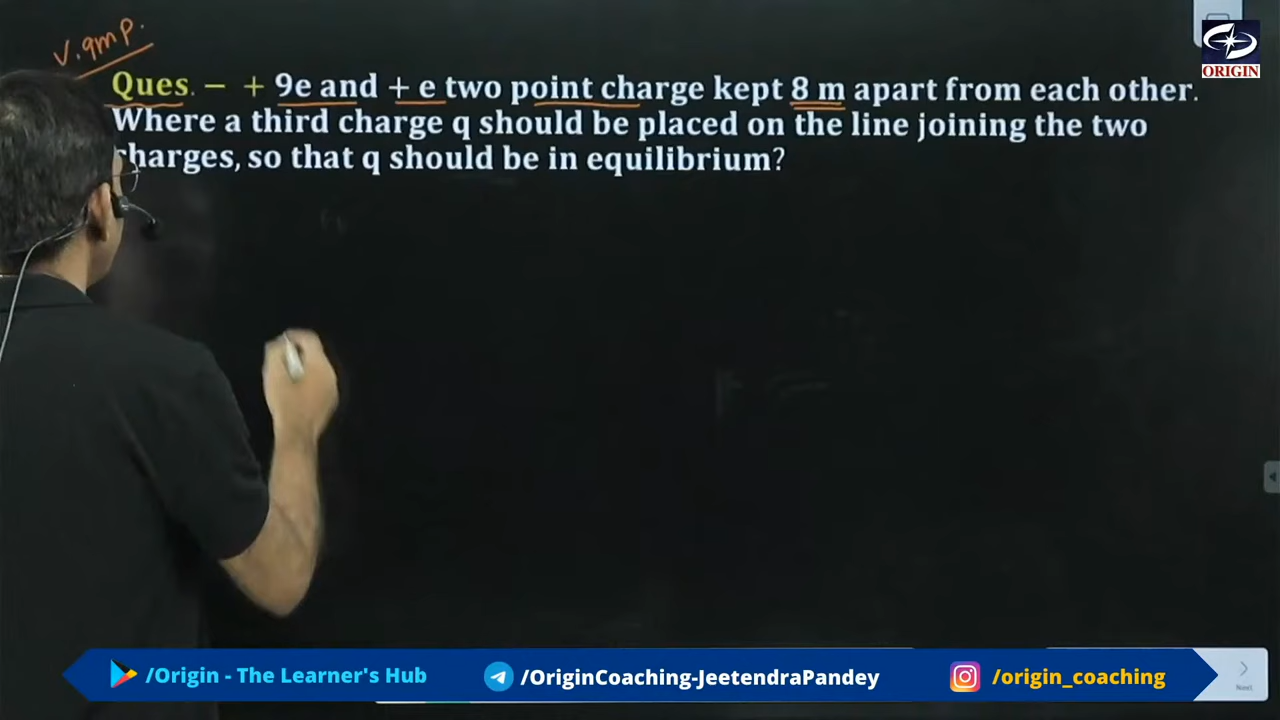 v. imp.
ORIGIN
Ques. − + 9e and + e two point charge kept 8 m apart from each other.
Where a third charge q should be placed on the line joining the two
charges, so that q should be in equilibrium?
/Origin - The Learner's Hub
/OriginCoaching-JeetendraPandey
/origin_coaching
Next